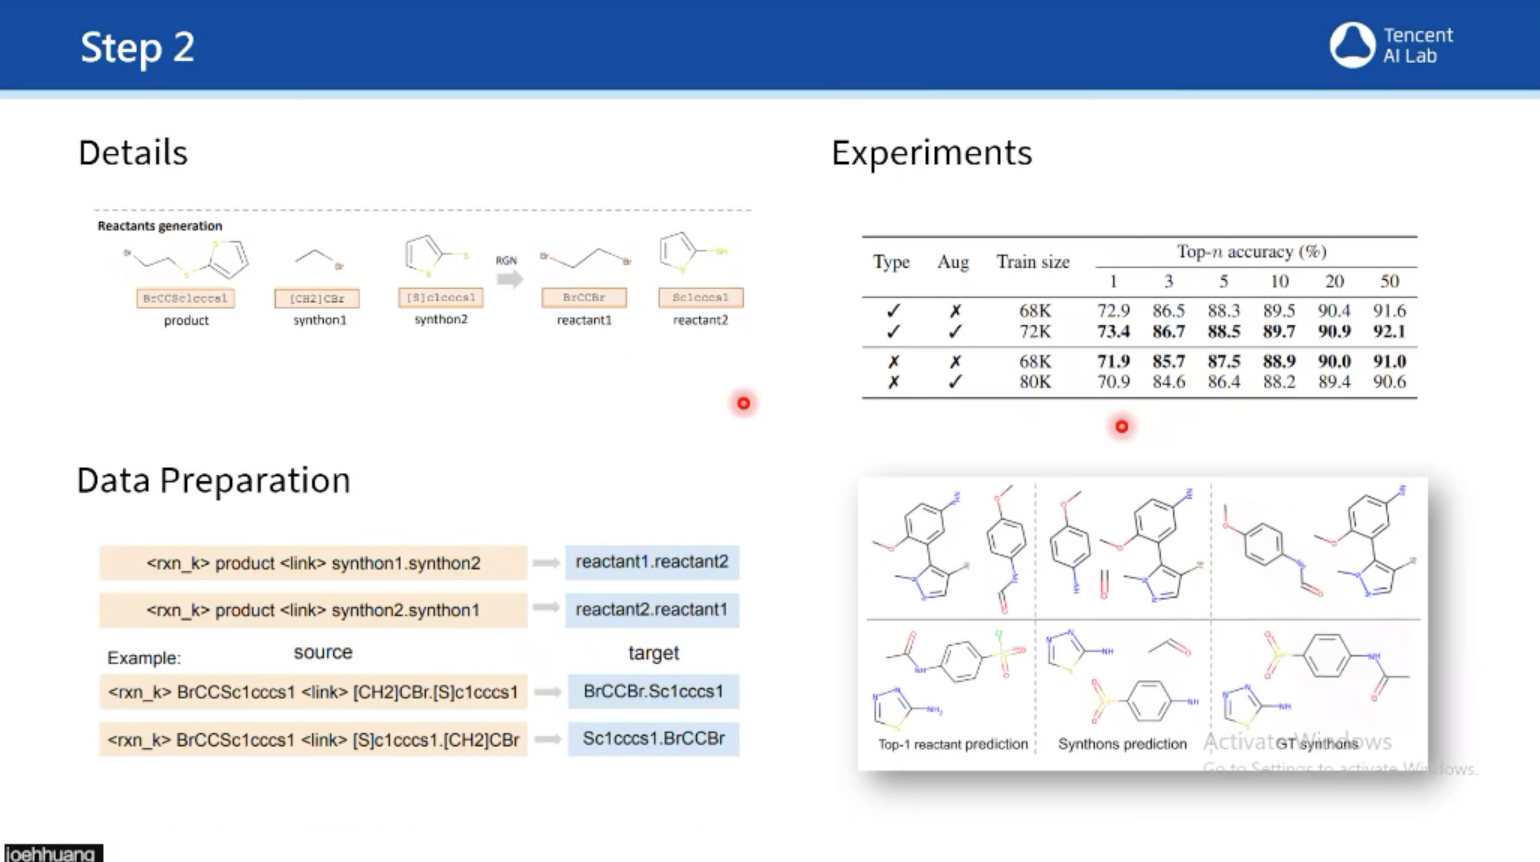 Step 2
Tencent
AI Lab
Details
Reactants generation
Br
S
S
Br
S
S
RGN
Br
Br
S
SH
BrCCSc1cccs1
[CH2]CBr
[S]c1cccs1
BrCCBr
Sc1cccs1
product
synthon1
synthon2
reactant1
reactant2
Data Preparation
<rxn_k> product <link> synthon1.synthon2
reactant1.reactant2
<rxn_k> product <link> synthon2.synthon1
reactant2.reactant1
Example:
source
target
<rxn_k> BrCCSc1cccs1 <link> [CH2]CBr.[S]c1cccs1
BrCCBr.Sc1cccs1
<rxn_k> BrCCSc1cccs1 <link> [S]c1cccs1.[CH2]CBr
Sc1cccs1.BrCCBr
Experiments
Type Aug Train size Top-n accuracy (%)
1 3 5 10 20 50
✓ ✗ 68K 72.9 86.5 88.3 89.5 90.4 91.6
✓ ✓ 72K 73.4 86.7 88.5 89.7 90.9 92.1
✗ ✗ 68K 71.9 85.7 87.5 88.9 90.0 91.0
✗ ✓ 80K 70.9 84.6 86.4 88.2 89.4 90.6
Top-1 reactant prediction
Synthons prediction
GT synthons
Activate Windows
Go to Settings to activate Windows.
joehhuang